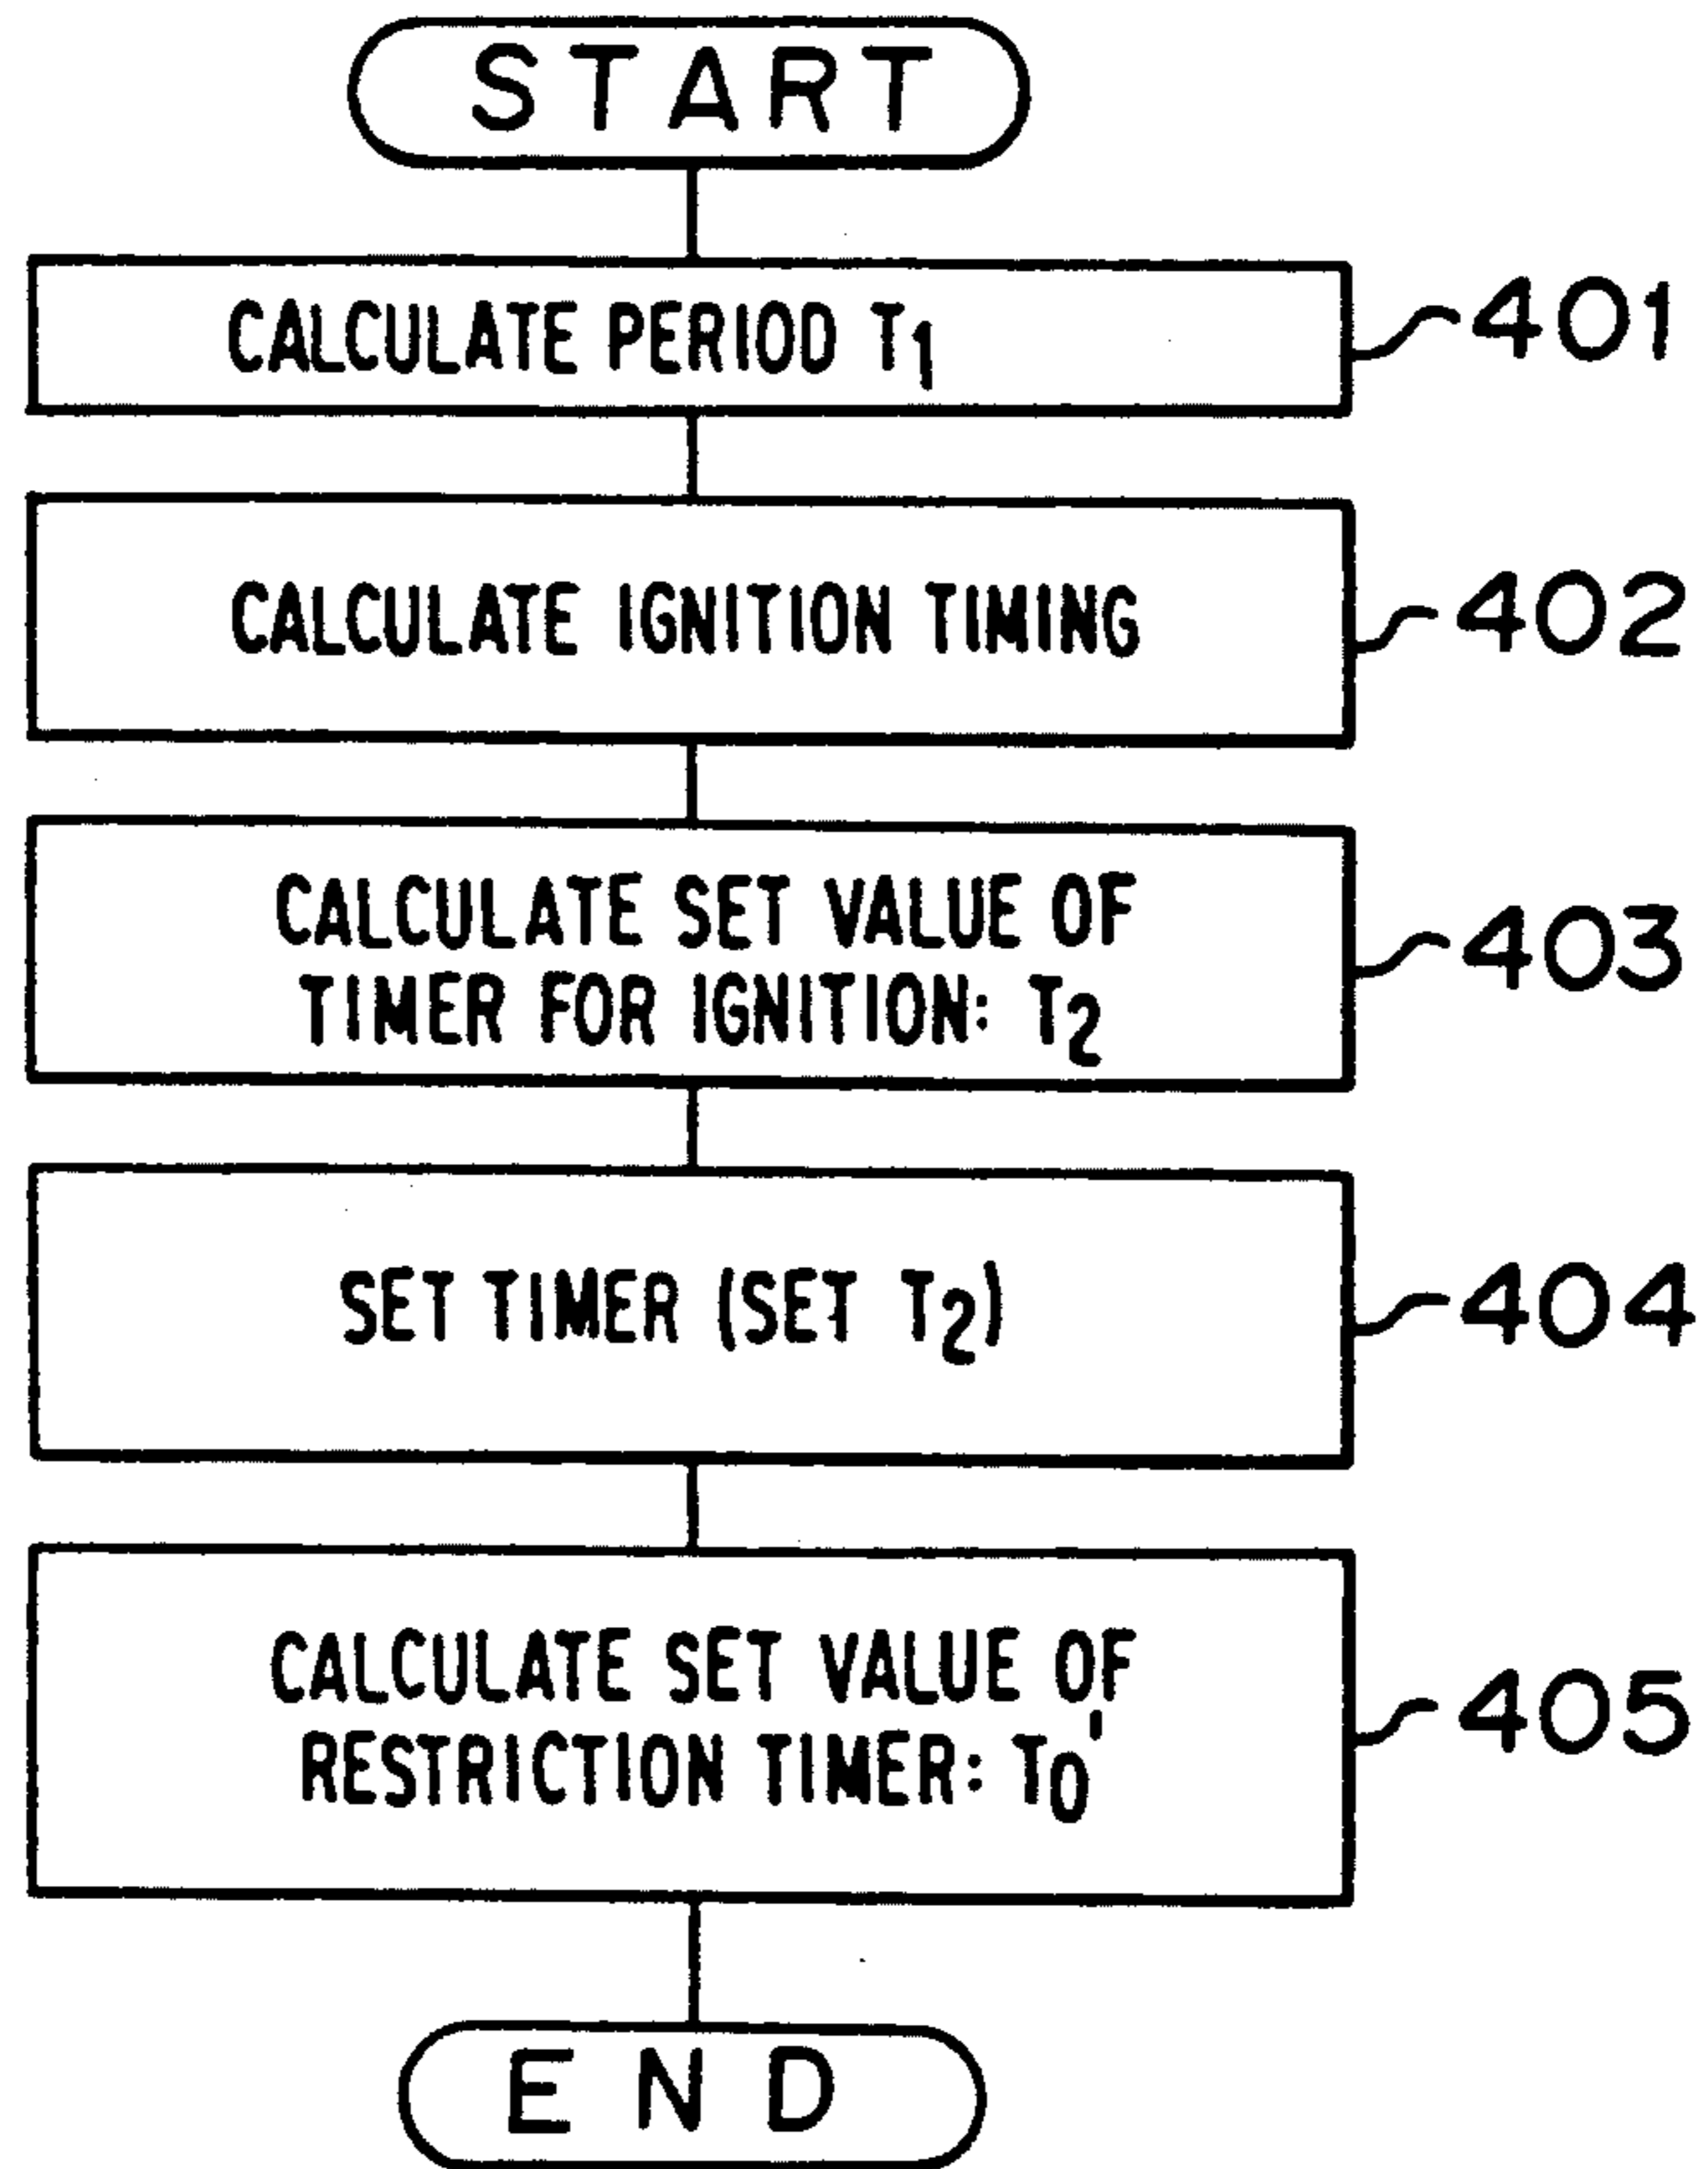 START
CALCULATE PERIOD T₁
401
CALCULATE IGNITION TIMING
402
CALCULATE SET VALUE OF
TIMER FOR IGNITION: T₂
403
SET TIMER (SET T₂)
404
CALCULATE SET VALUE OF
RESTRICTION TIMER: T₀'
405
END